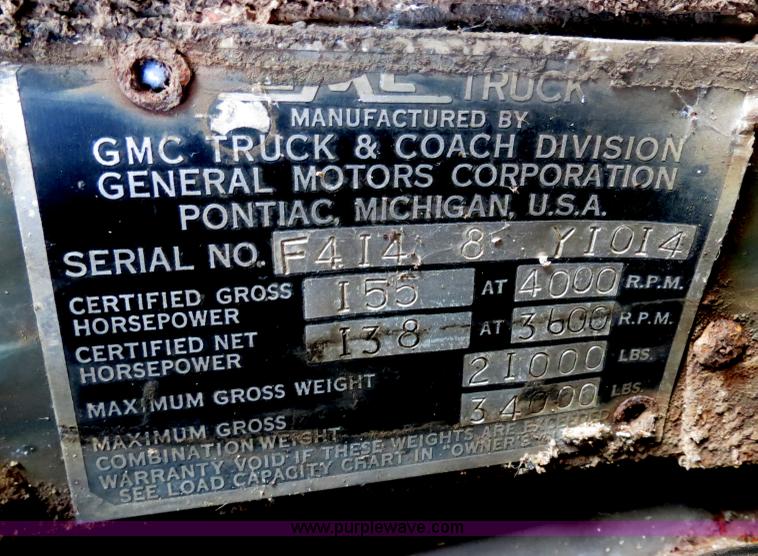 GMC TRUCK
MANUFACTURED BY
GMC TRUCK & COACH DIVISION
GENERAL MOTORS CORPORATION
PONTIAC, MICHIGAN, U.S.A.
SERIAL NO. F414 8 Y1014
CERTIFIED GROSS HORSEPOWER 155 AT 4000 R.P.M.
CERTIFIED NET HORSEPOWER 138 AT 3600 R.P.M.
MAXIMUM GROSS WEIGHT 21000 LBS.
MAXIMUM GROSS COMBINATION WEIGHT 34000 LBS.
WARRANTY VOID IF THESE WEIGHTS ARE EXCEEDED
SEE LOAD CAPACITY CHART IN "OWNER'S
www.purplewave.com